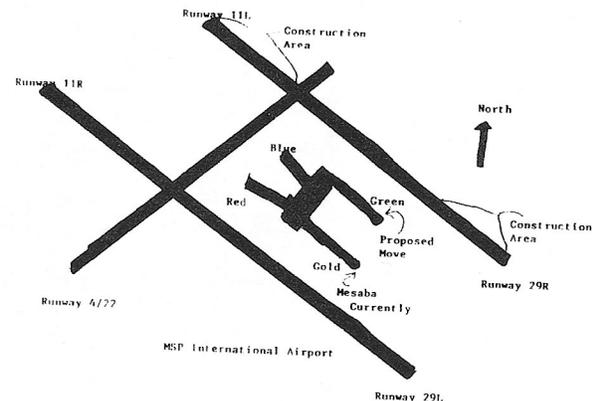 Runway 11L
Construction
Area
Runway 11R
North
Blue
Red
Green
Proposed
Move
Construction
Area
Gold
Mesaba
Currently
Runway 29R
Runway 4/22
MSP International Airport
Runway 29L